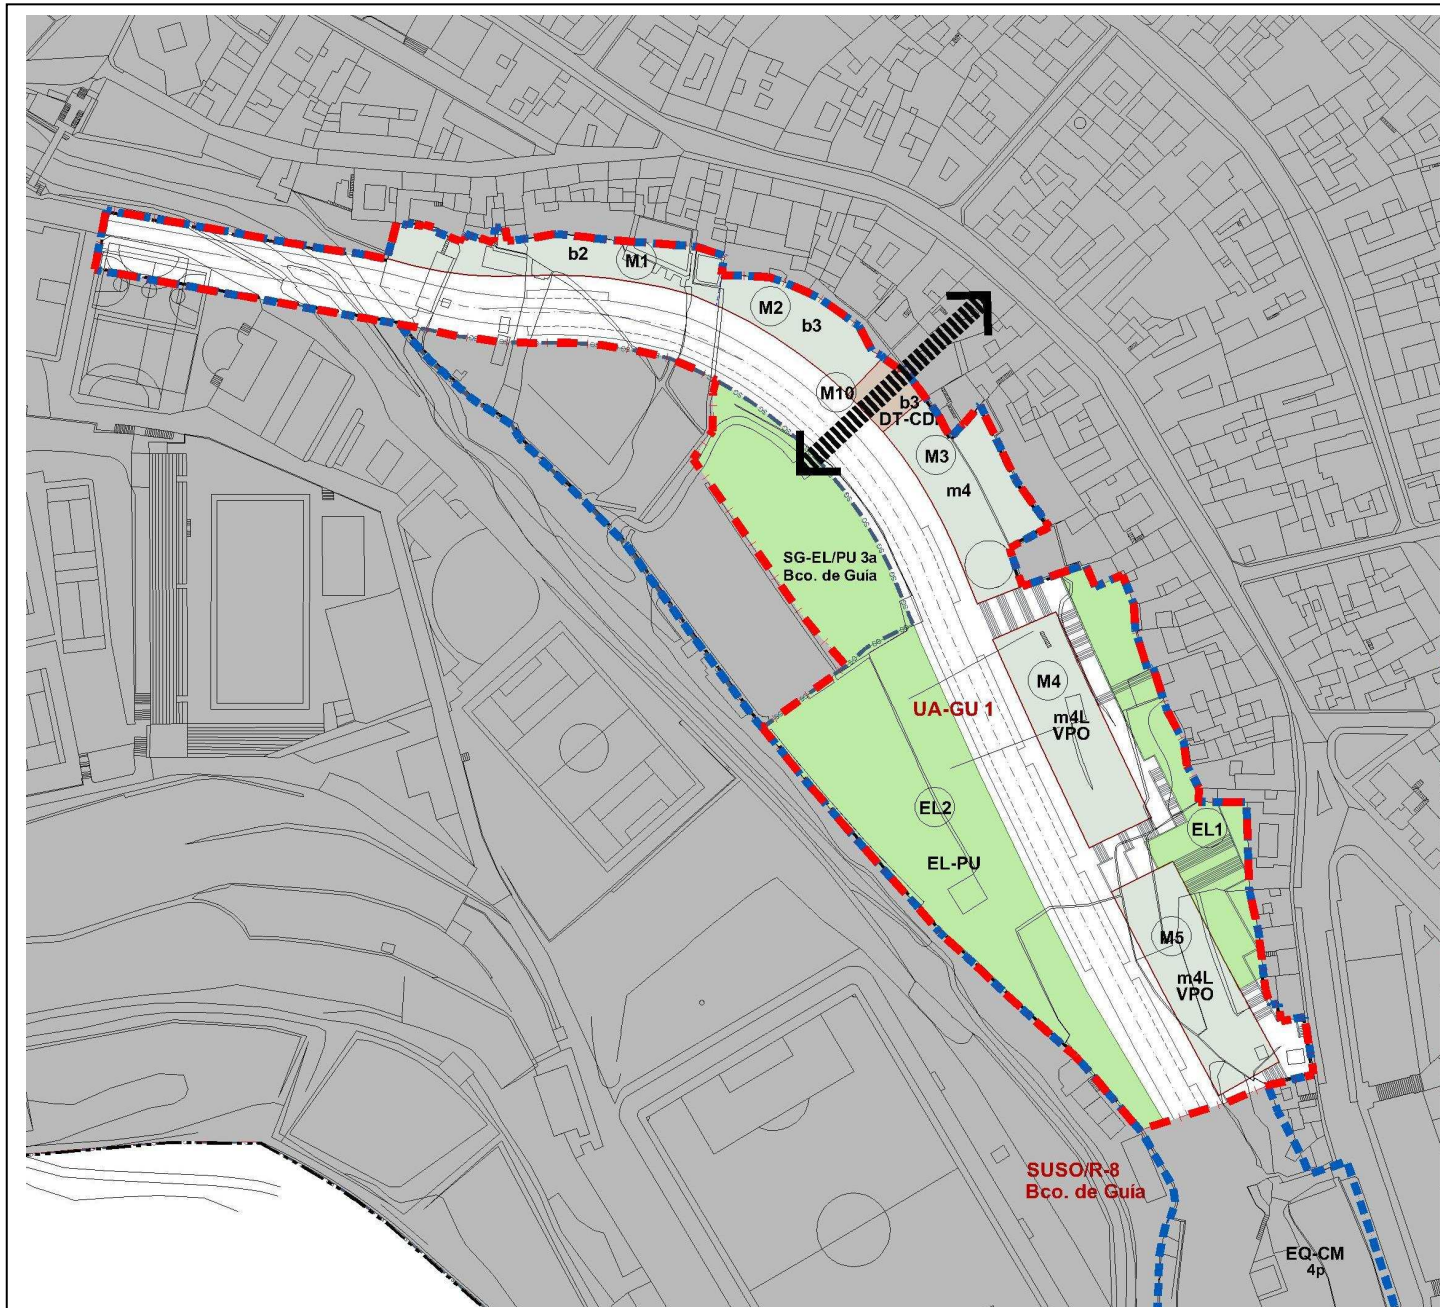 b2
M1
M2
b3
M10
b3
DT-CD.
M3
m4
SG-EL/PU 3a
Bco. de Guía
M4
UA-GU 1
m4L
VPO
EL2
EL1
EL-PU
M5
m4L
VPO
SUSO/R-8
Bco. de Guía
EQ-CM
4p